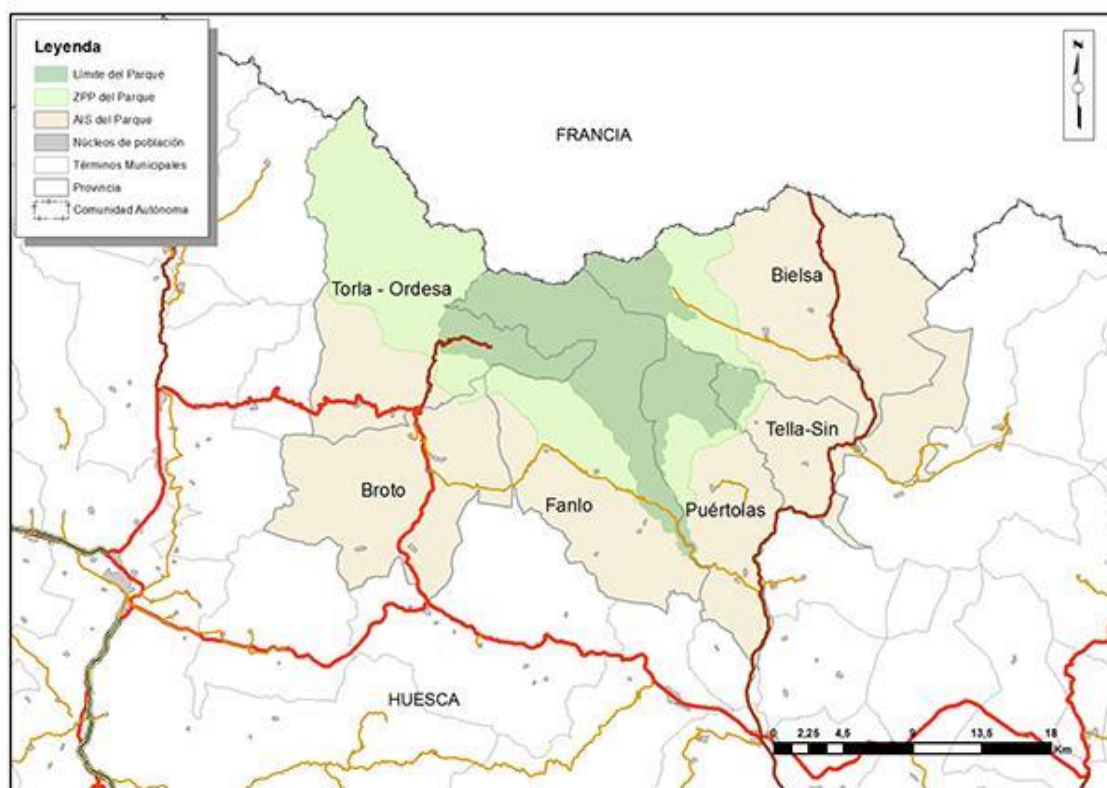 Leyenda
Límite del Parque
ZPP del Parque
AIS del Parque
Núcleos de población
Términos Municipales
Provincia
Comunidad Autónoma
N
FRANCIA
Torla - Ordesa
Bielsa
Tella-Sin
Broto
Fanlo
Puértolas
HUESCA
0 2,25 4,5 9 13,5 18
Km